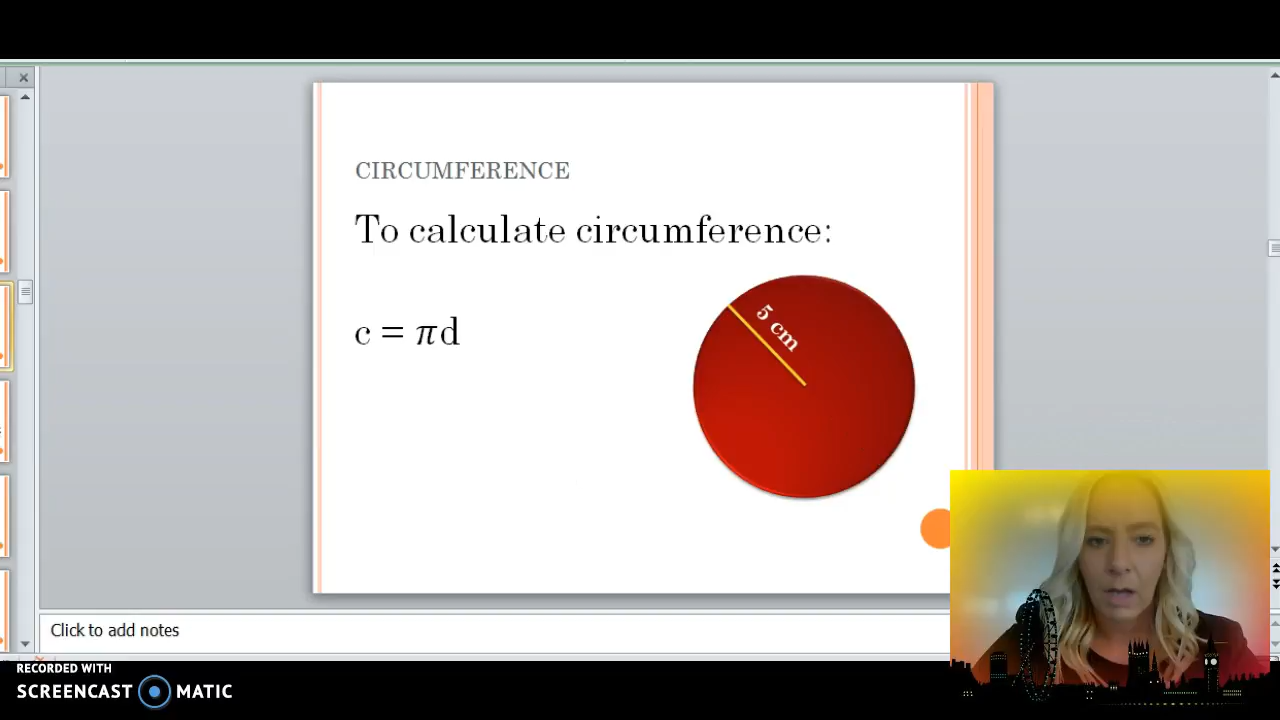 CIRCUMFERENCE
To calculate circumference:
c = πd
5 cm
Click to add notes
RECORDED WITH
SCREENCAST MATIC